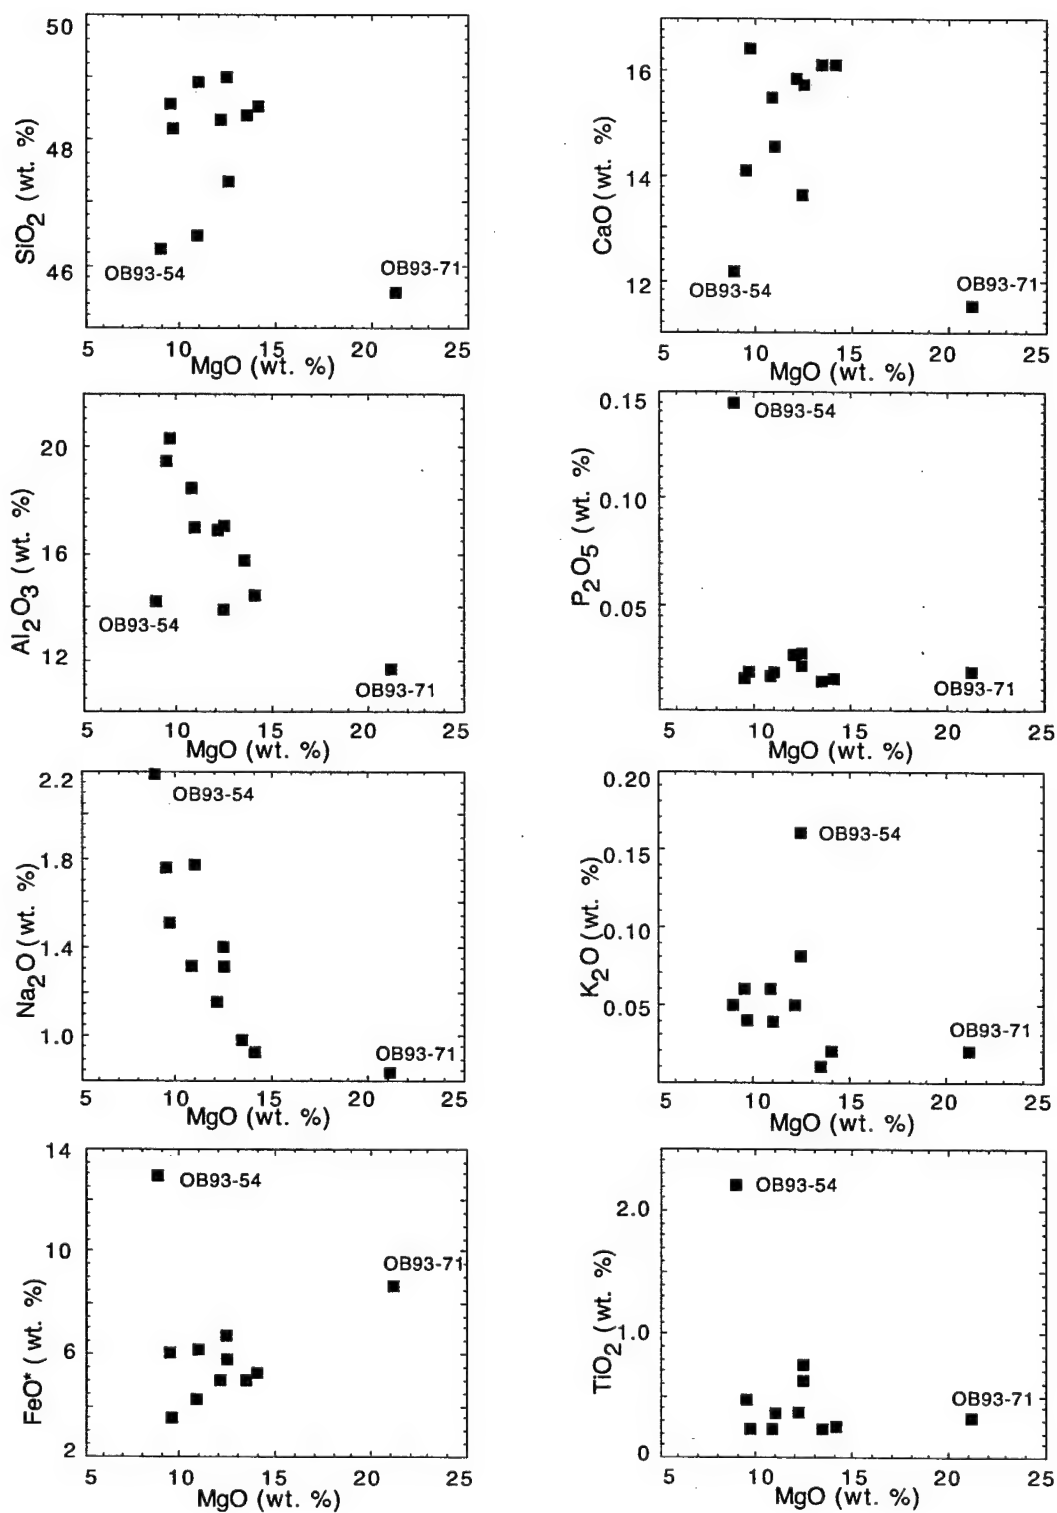 50
48
46
SiO2 (wt. %)
OB93-54
OB93-71
5 10 15 20 25
MgO (wt. %)
16
14
12
CaO (wt. %)
OB93-54
OB93-71
5 10 15 20 25
MgO (wt. %)
20
16
12
Al2O3 (wt. %)
OB93-54
OB93-71
5 10 15 20 25
MgO (wt. %)
0.15
0.10
0.05
P2O5 (wt. %)
OB93-54
OB93-71
5 10 15 20 25
MgO (wt. %)
2.2
1.8
1.4
1.0
Na2O (wt. %)
OB93-54
OB93-71
5 10 15 20 25
MgO (wt. %)
0.20
0.15
0.10
0.05
K2O (wt. %)
OB93-54
OB93-71
5 10 15 20 25
MgO (wt. %)
14
10
6
2
FeO* (wt. %)
OB93-54
OB93-71
5 10 15 20 25
MgO (wt. %)
2.0
1.0
0
TiO2 (wt. %)
OB93-54
OB93-71
5 10 15 20 25
MgO (wt. %)